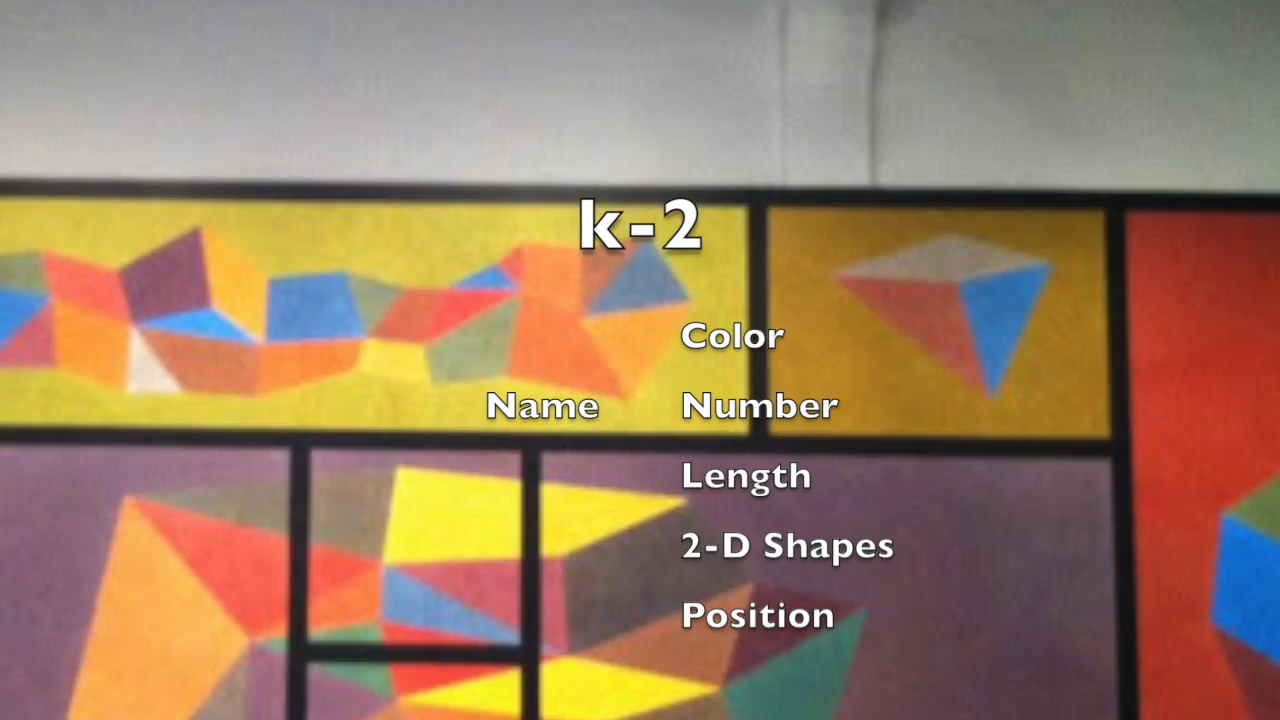 k-2
Color
Name Number
Length
2-D Shapes
Position